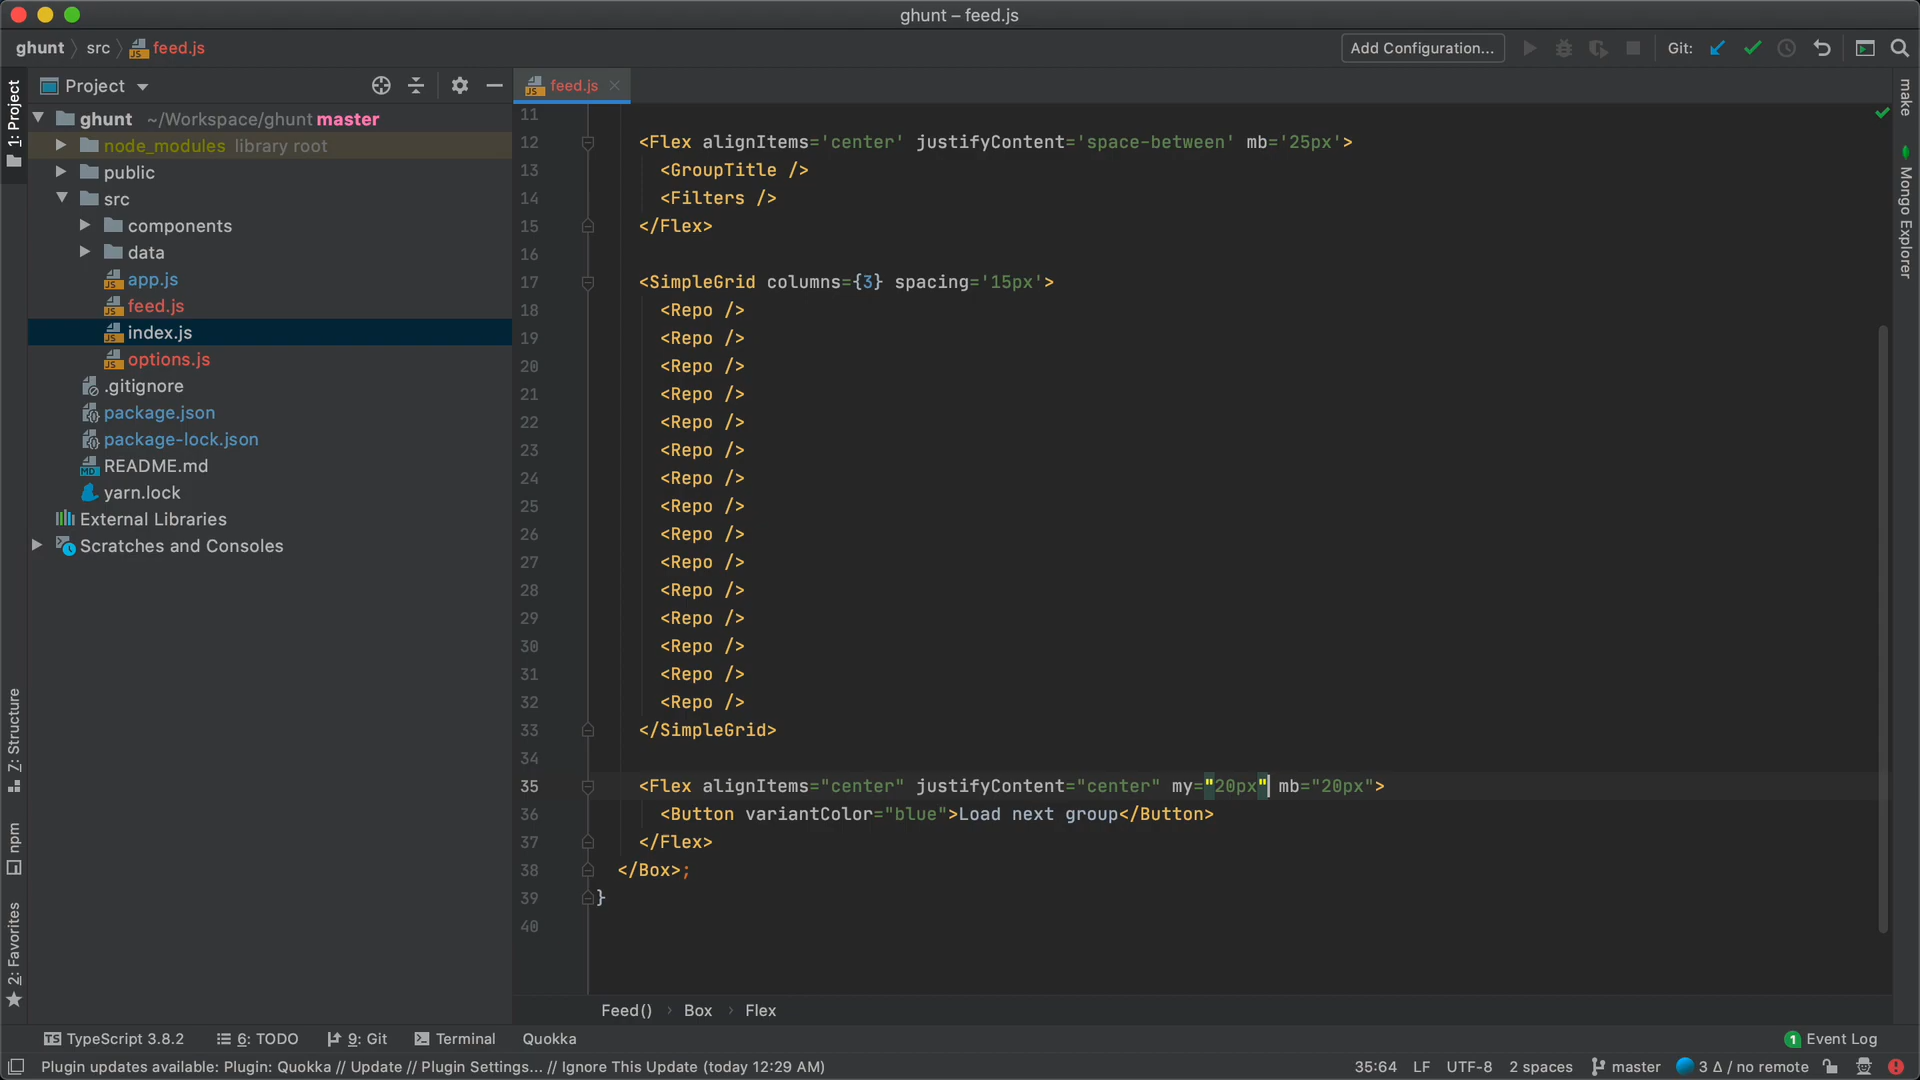 ghunt – feed.js
ghunt src feed.js
Add Configuration... Git:
Project
feed.js
ghunt ~/Workspace/ghunt master
node_modules library root
public
src
components
data
app.js
feed.js
index.js
options.js
.gitignore
package.json
package-lock.json
README.md
yarn.lock
External Libraries
Scratches and Consoles
1: Project
Z: Structure
npm
2: Favorites
make
Mongo Explorer
11
12 <Flex alignItems='center' justifyContent='space-between' mb='25px'>
13 <GroupTitle />
14 <Filters />
15 </Flex>
16
17 <SimpleGrid columns={3} spacing='15px'>
18 <Repo />
19 <Repo />
20 <Repo />
21 <Repo />
22 <Repo />
23 <Repo />
24 <Repo />
25 <Repo />
26 <Repo />
27 <Repo />
28 <Repo />
29 <Repo />
30 <Repo />
31 <Repo />
32 <Repo />
33 </SimpleGrid>
34
35 <Flex alignItems="center" justifyContent="center" my="20px" mb="20px">
36 <Button variantColor="blue">Load next group</Button>
37 </Flex>
38 </Box>;
39 }
40
Feed() › Box › Flex
TypeScript 3.8.2 6: TODO 9: Git Terminal Quokka 1 Event Log
Plugin updates available: Plugin: Quokka // Update // Plugin Settings... // Ignore This Update (today 12:29 AM) 35:64 LF UTF-8 2 spaces master 3 Δ / no remote